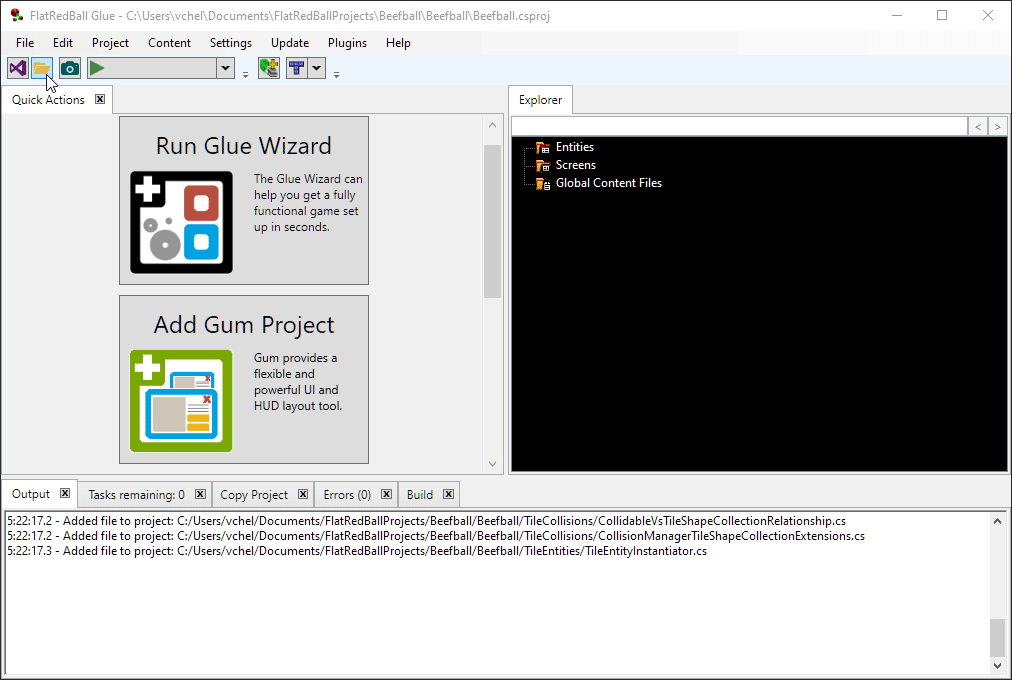 FlatRedBall Glue - C:\Users\vchel\Documents\FlatRedBallProjects\Beefball\Beefball\Beefball.csproj
File Edit Project Content Settings Update Plugins Help
Quick Actions
Run Glue Wizard
The Glue Wizard can
help you get a fully
functional game set
up in seconds.
Add Gum Project
Gum provides a
flexible and
powerful UI and
HUD layout tool.
Explorer
< >
Entities
Screens
Global Content Files
Output Tasks remaining: 0 Copy Project Errors (0) Build
5:22:17.2 - Added file to project: C:/Users/vchel/Documents/FlatRedBallProjects/Beefball/Beefball/TileCollisions/CollidableVsTileShapeCollectionRelationship.cs
5:22:17.2 - Added file to project: C:/Users/vchel/Documents/FlatRedBallProjects/Beefball/Beefball/TileCollisions/CollisionManagerTileShapeCollectionExtensions.cs
5:22:17.3 - Added file to project: C:/Users/vchel/Documents/FlatRedBallProjects/Beefball/Beefball/TileEntities/TileEntityInstantiator.cs